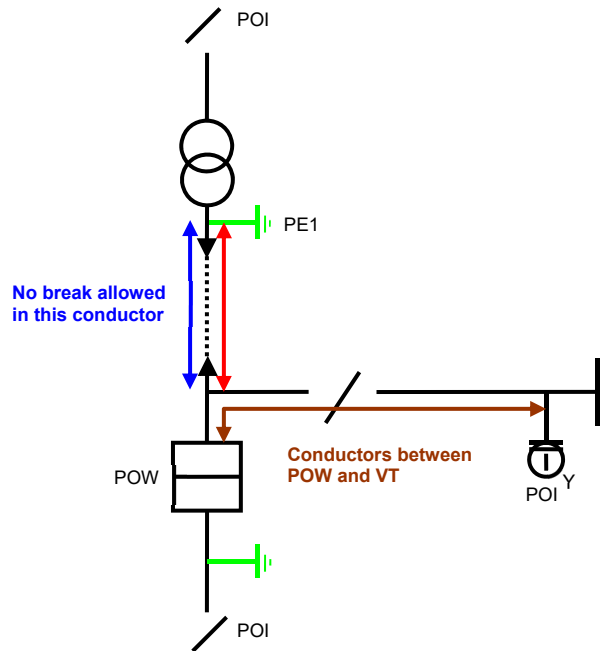 POI
PE1
No break allowed
in this conductor
Conductors between
POW and VT
POW
Y
POI
POI